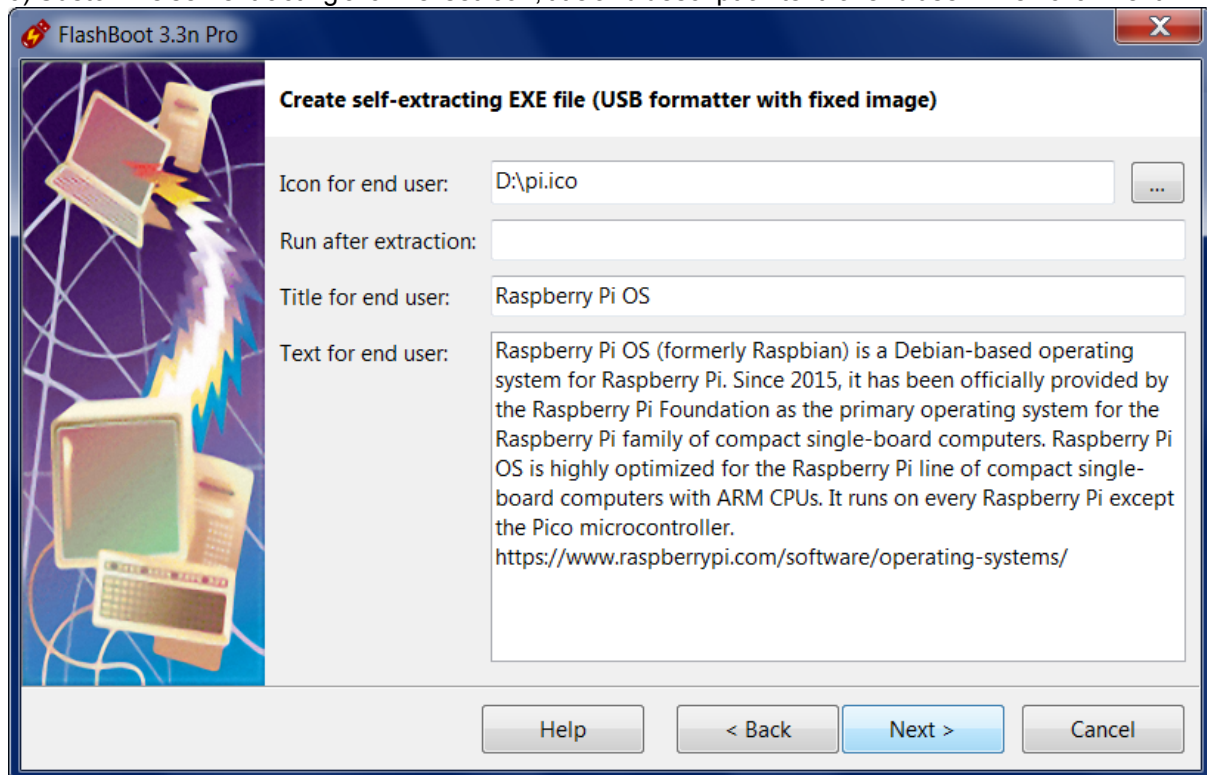 FlashBoot 3.3n Pro
X
Create self-extracting EXE file (USB formatter with fixed image)
Icon for end user: D:\pi.ico ...
Run after extraction:
Title for end user: Raspberry Pi OS
Text for end user: Raspberry Pi OS (formerly Raspbian) is a Debian-based operating
system for Raspberry Pi. Since 2015, it has been officially provided by
the Raspberry Pi Foundation as the primary operating system for the
Raspberry Pi family of compact single-board computers. Raspberry Pi
OS is highly optimized for the Raspberry Pi line of compact single-
board computers with ARM CPUs. It runs on every Raspberry Pi except
the Pico microcontroller.
https://www.raspberrypi.com/software/operating-systems/
Help < Back Next > Cancel